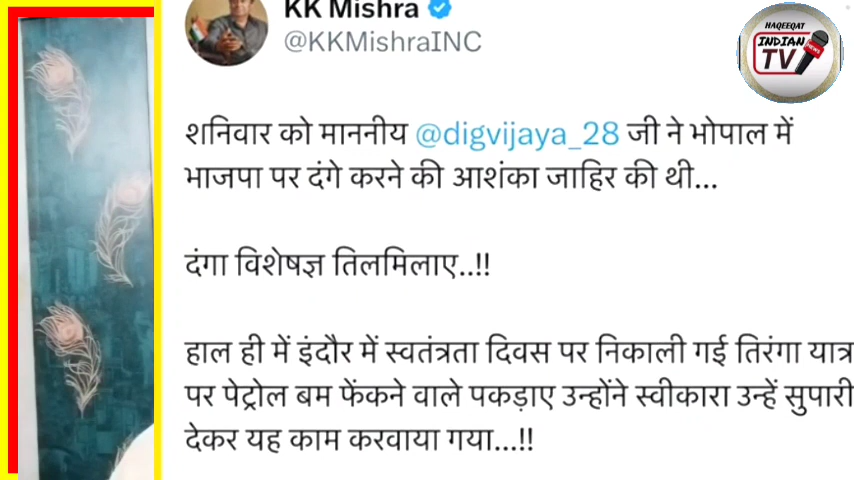 KK Mishra
@KKMishraINC
HAQEEQAT
INDIAN
NEWS
TV
शनिवार को माननीय @digvijaya_28 जी ने भोपाल में
भाजपा पर दंगे करने की आशंका जाहिर की थी...
दंगा विशेषज्ञ तिलमिलाए..!!
हाल ही में इंदौर में स्वतंत्रता दिवस पर निकाली गई तिरंगा यात्र
पर पेट्रोल बम फेंकने वाले पकड़ाए उन्होंने स्वीकारा उन्हें सुपारी
देकर यह काम करवाया गया...!!